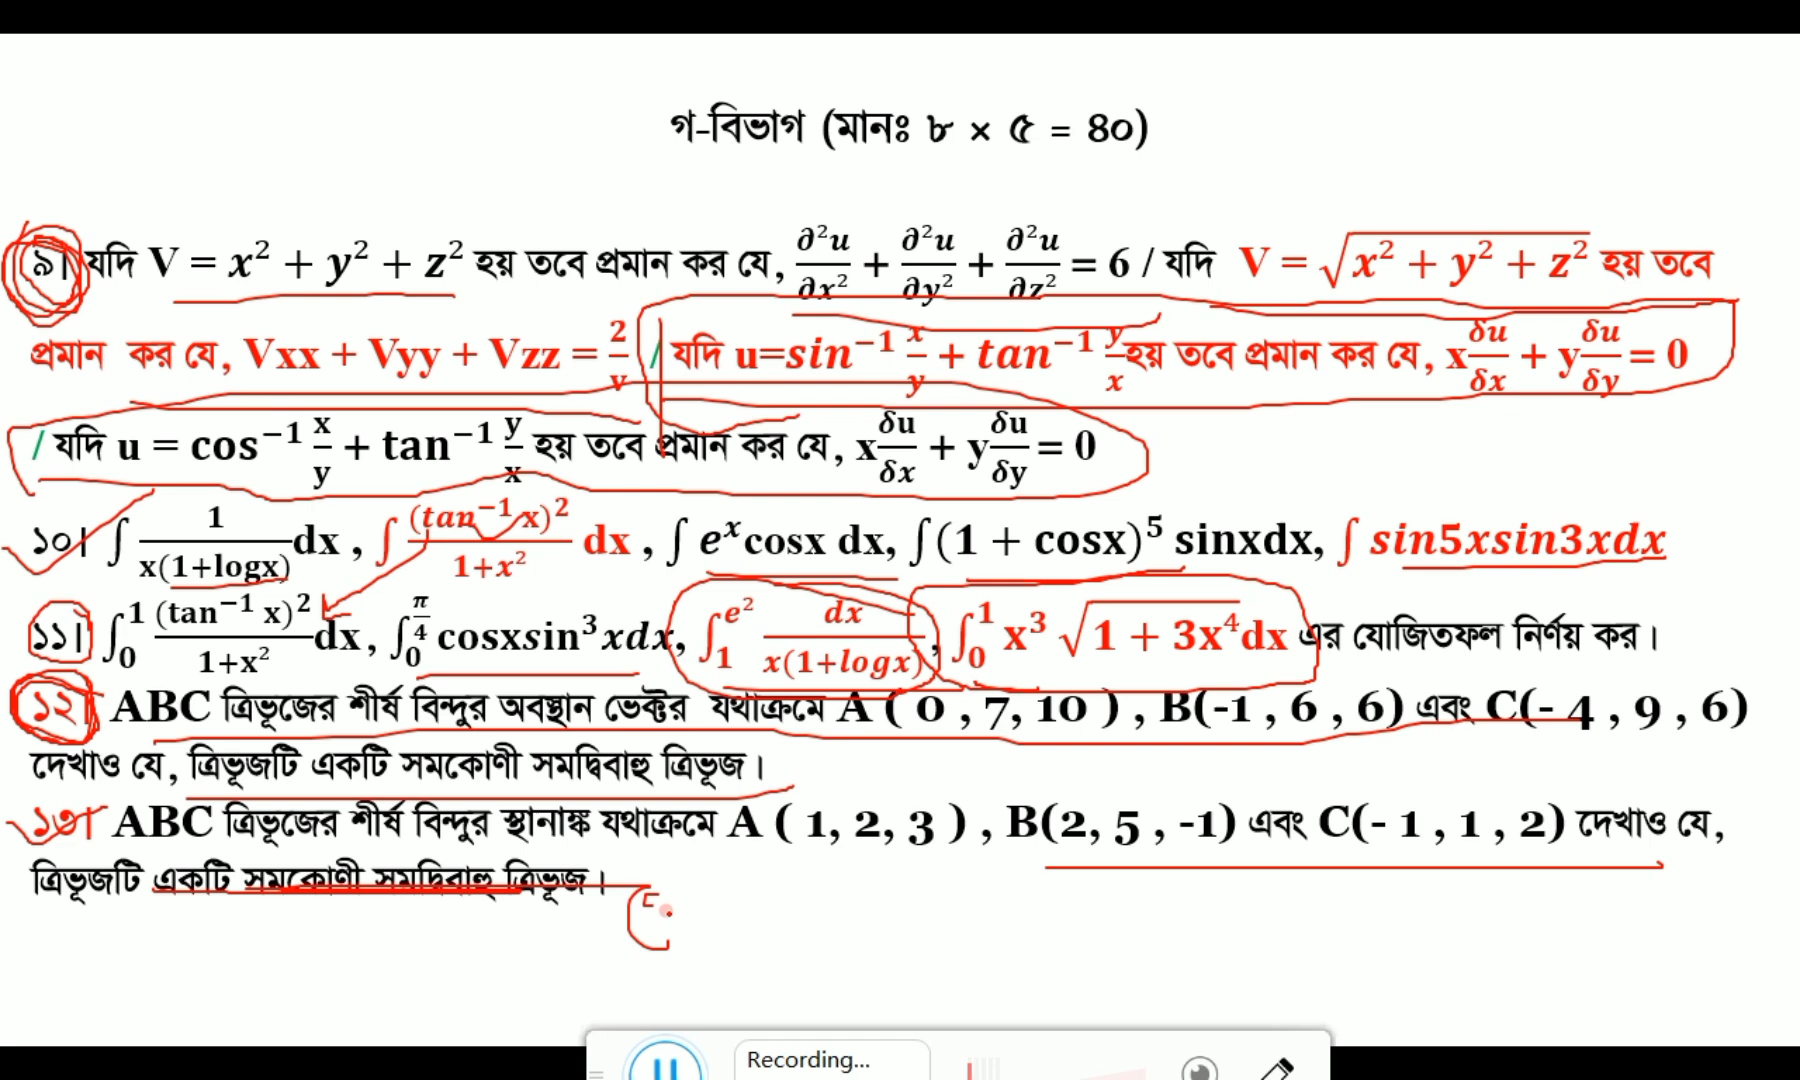 গ-বিভাগ (মানঃ ৮ × ৫ = 80)
৯। যদি V = x² + y² + z² হয় তবে প্রমান কর যে, ∂²u/∂x² + ∂²u/∂y² + ∂²u/∂z² = 6 / যদি V = √(x² + y² + z²) হয় তবে
প্রমান কর যে, Vxx + Vyy + Vzz = 2/v / যদি u=sin⁻¹ x/y + tan⁻¹ y/x হয় তবে প্রমান কর যে, x δu/δx + y δu/δy = 0
/ যদি u = cos⁻¹ x/y + tan⁻¹ y/x হয় তবে প্রমান কর যে, x δu/δx + y δu/δy = 0
১০। ∫ 1/x(1+logx) dx , ∫ (tan⁻¹x)²/1+x² dx , ∫ eˣcosx dx, ∫(1 + cosx)⁵ sinxdx, ∫ sin5xsin3xdx
১১। ∫₀¹ (tan⁻¹ x)²/1+x² dx , ∫₀^(π/4) cosxsin³xdx, ∫₁^(e²) dx/x(1+logx) , ∫₀¹ x³ √(1 + 3x⁴)dx এর যোজিতফল নির্ণয় কর।
১২। ABC ত্রিভূজের শীর্ষ বিন্দুর অবস্থান ভেক্টর যথাক্রমে A ( 0 , 7, 10 ) , B(-1 , 6 , 6) এবং C(- 4 , 9 , 6)
দেখাও যে, ত্রিভূজটি একটি সমকোণী সমদ্বিবাহু ত্রিভূজ।
১৩। ABC ত্রিভূজের শীর্ষ বিন্দুর স্থানাঙ্ক যথাক্রমে A ( 1, 2, 3 ) , B(2, 5 , -1) এবং C(- 1 , 1 , 2) দেখাও যে,
ত্রিভূজটি একটি সমকোণী সমদ্বিবাহু ত্রিভূজ।
Recording...